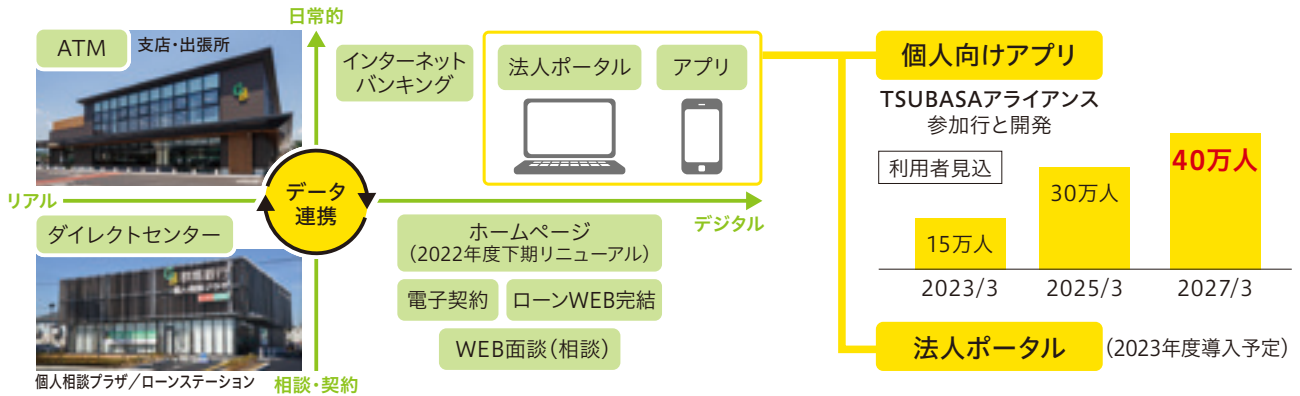 日常的
ATM
支店・出張所
インターネット
バンキング
法人ポータル
アプリ
リアル
データ
連携
デジタル
ダイレクトセンター
ホームページ
(2022年度下期リニューアル)
電子契約
ローンWEB完結
WEB面談(相談)
個人相談プラザ/ローンステーション
相談・契約
個人向けアプリ
TSUBASAアライアンス
参加行と開発
利用者見込
15万人
30万人
40万人
2023/3
2025/3
2027/3
法人ポータル
(2023年度導入予定)